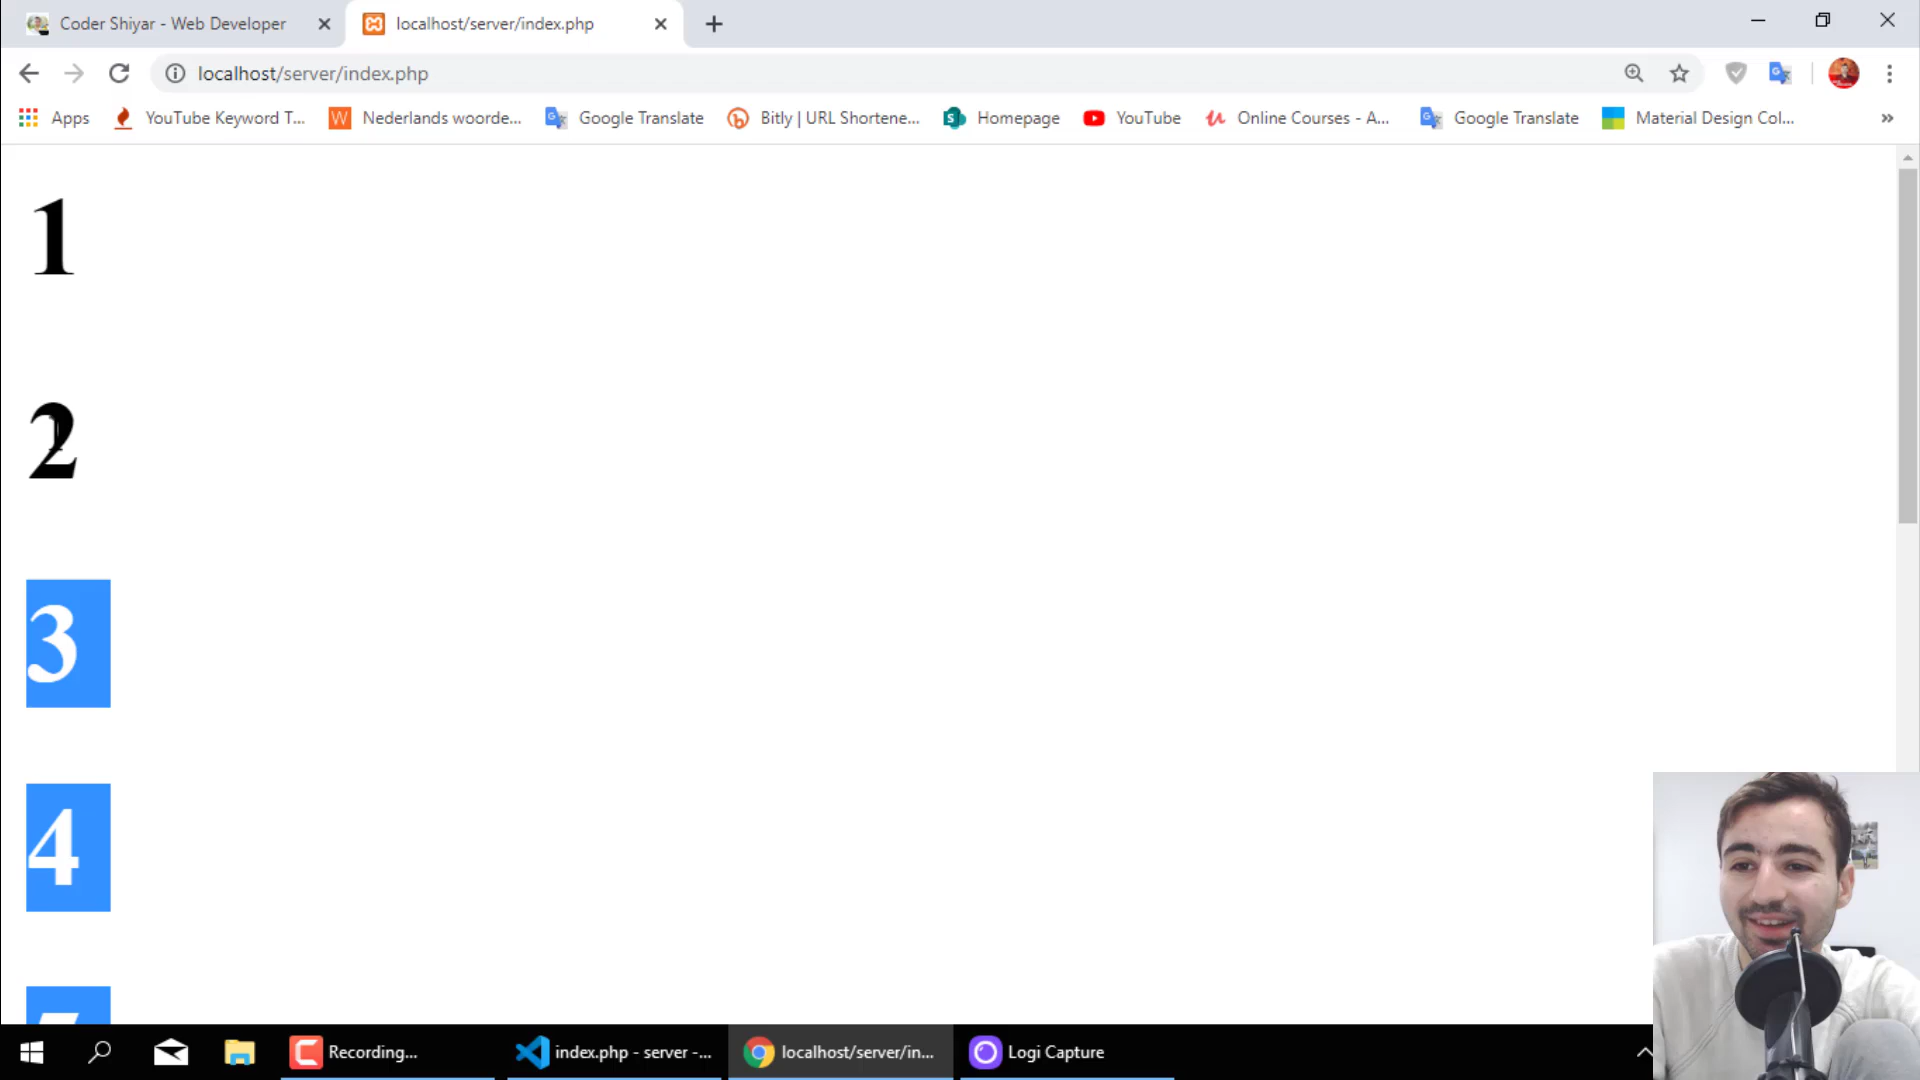 Coder Shiyar - Web Developer
localhost/server/index.php
localhost/server/index.php
Apps
YouTube Keyword T...
Nederlands woorde...
Google Translate
Bitly | URL Shortene...
Homepage
YouTube
Online Courses - A...
Google Translate
Material Design Col...
1
2
3
4
Recording...
index.php - server -...
localhost/server/in...
Logi Capture